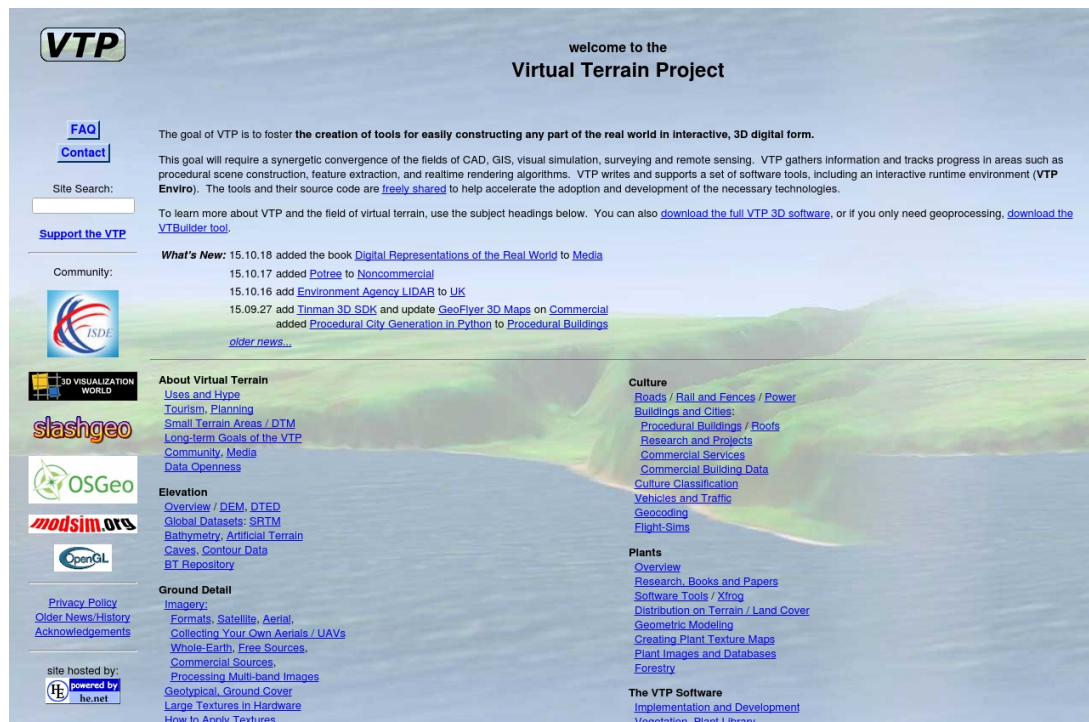 VTP
welcome to the
Virtual Terrain Project
FAQ
Contact
Site Search:
Support the VTP
Community:
ISDE
3D VISUALIZATION
WORLD
slashgeo
OSGeo
modsim.org
OpenGL
Privacy Policy
Older News/History
Acknowledgements
site hosted by:
HE powered by
he.net
The goal of VTP is to foster the creation of tools for easily constructing any part of the real world in interactive, 3D digital form.
This goal will require a synergetic convergence of the fields of CAD, GIS, visual simulation, surveying and remote sensing.  VTP gathers information and tracks progress in areas such as
procedural scene construction, feature extraction, and realtime rendering algorithms.  VTP writes and supports a set of software tools, including an interactive runtime environment (VTP
Enviro).  The tools and their source code are freely shared to help accelerate the adoption and development of the necessary technologies.
To learn more about VTP and the field of virtual terrain, use the subject headings below.  You can also download the full VTP 3D software, or if you only need geoprocessing, download the
VTBuilder tool.
What's New: 15.10.18 added the book Digital Representations of the Real World to Media
15.10.17 added Potree to Noncommercial
15.10.16 add Environment Agency LIDAR to UK
15.09.27 add Tinman 3D SDK and update GeoFlyer 3D Maps on Commercial
added Procedural City Generation in Python to Procedural Buildings
older news...
About Virtual Terrain
Uses and Hype
Tourism, Planning
Small Terrain Areas / DTM
Long-term Goals of the VTP
Community, Media
Data Openness
Elevation
Overview / DEM, DTED
Global Datasets: SRTM
Bathymetry, Artificial Terrain
Caves, Contour Data
BT Repository
Ground Detail
Imagery:
Formats, Satellite, Aerial,
Collecting Your Own Aerials / UAVs
Whole-Earth, Free Sources,
Commercial Sources,
Processing Multi-band Images
Geotypical, Ground Cover
Large Textures in Hardware
How to Apply Textures
Culture
Roads / Rail and Fences / Power
Buildings and Cities:
Procedural Buildings / Roofs
Research and Projects
Commercial Services
Commercial Building Data
Culture Classification
Vehicles and Traffic
Geocoding
Flight-Sims
Plants
Overview
Research, Books and Papers
Software Tools / Xfrog
Distribution on Terrain / Land Cover
Geometric Modeling
Creating Plant Texture Maps
Plant Images and Databases
Forestry
The VTP Software
Implementation and Development
Vegetation, Plant Library